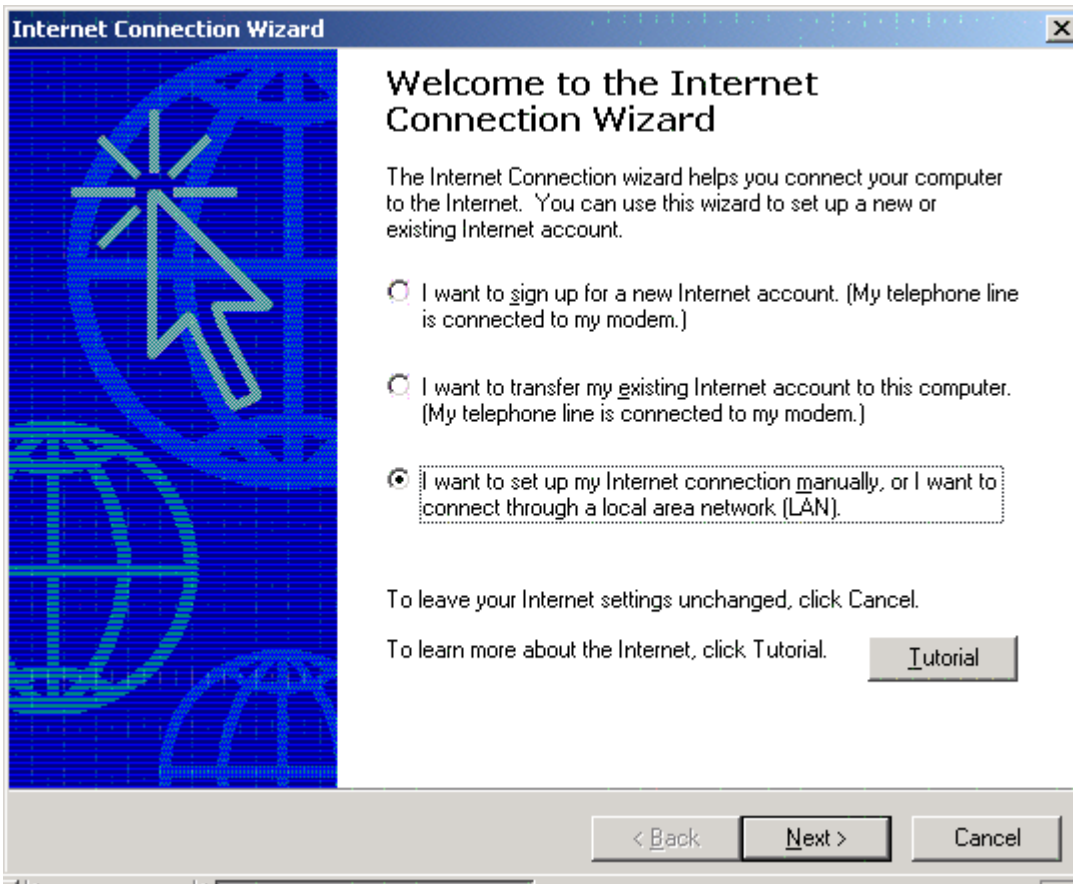 Internet Connection Wizard
Welcome to the Internet
Connection Wizard
The Internet Connection wizard helps you connect your computer
to the Internet.  You can use this wizard to set up a new or
existing Internet account.
I want to sign up for a new Internet account. (My telephone line
is connected to my modem.)
I want to transfer my existing Internet account to this computer.
(My telephone line is connected to my modem.)
I want to set up my Internet connection manually, or I want to
connect through a local area network (LAN).
To leave your Internet settings unchanged, click Cancel.
To learn more about the Internet, click Tutorial.
Tutorial
< Back
Next >
Cancel